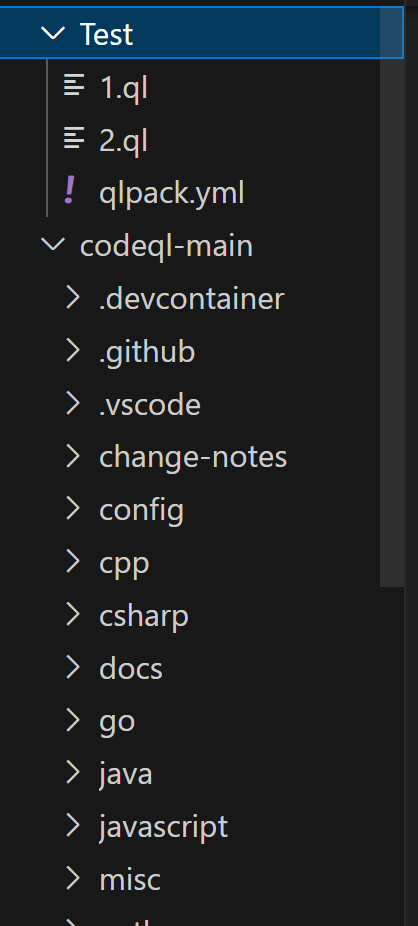 Test
1.ql
2.ql
qlpack.yml
codeql-main
.devcontainer
.github
.vscode
change-notes
config
cpp
csharp
docs
go
java
javascript
misc